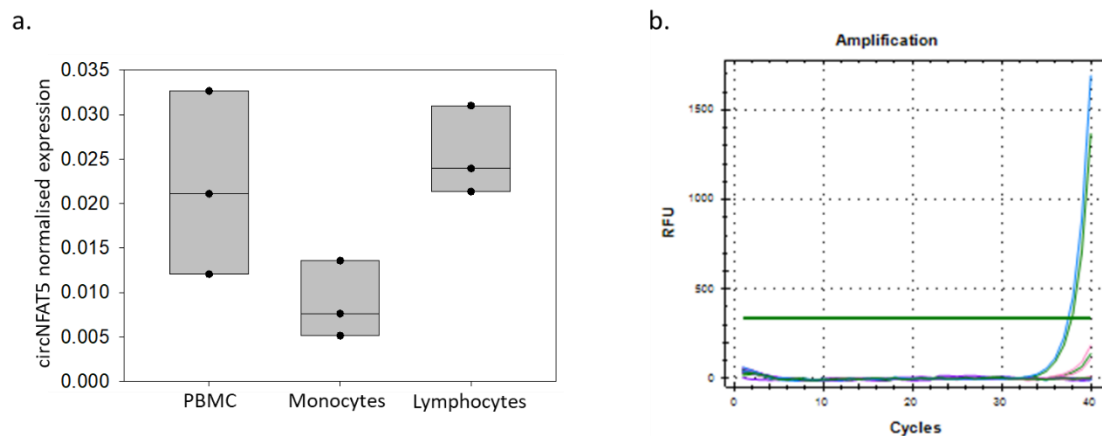 a.
circNFAT5 normalised expression
0.035
0.030
0.025
0.020
0.015
0.010
0.005
0.000
PBMC Monocytes Lymphocytes
b.
Amplification
RFU
1500
1000
500
0
0 10 20 30 40
Cycles